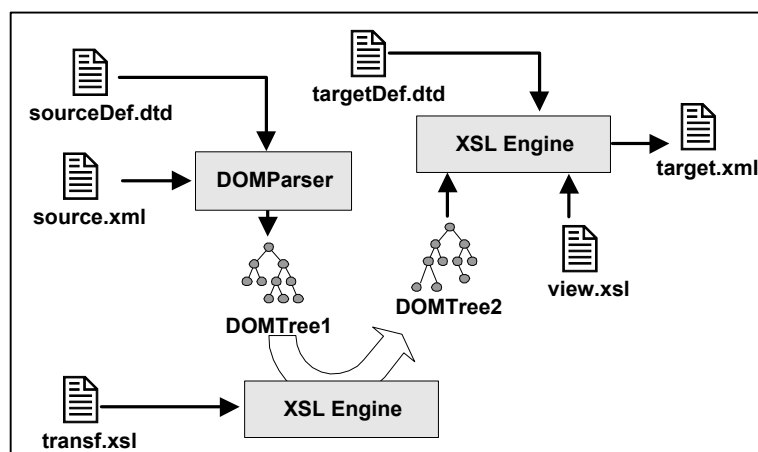 sourceDef.dtd
targetDef.dtd
XSL Engine
target.xml
DOMParser
source.xml
view.xsl
DOMTree2
DOMTree1
XSL Engine
transf.xsl